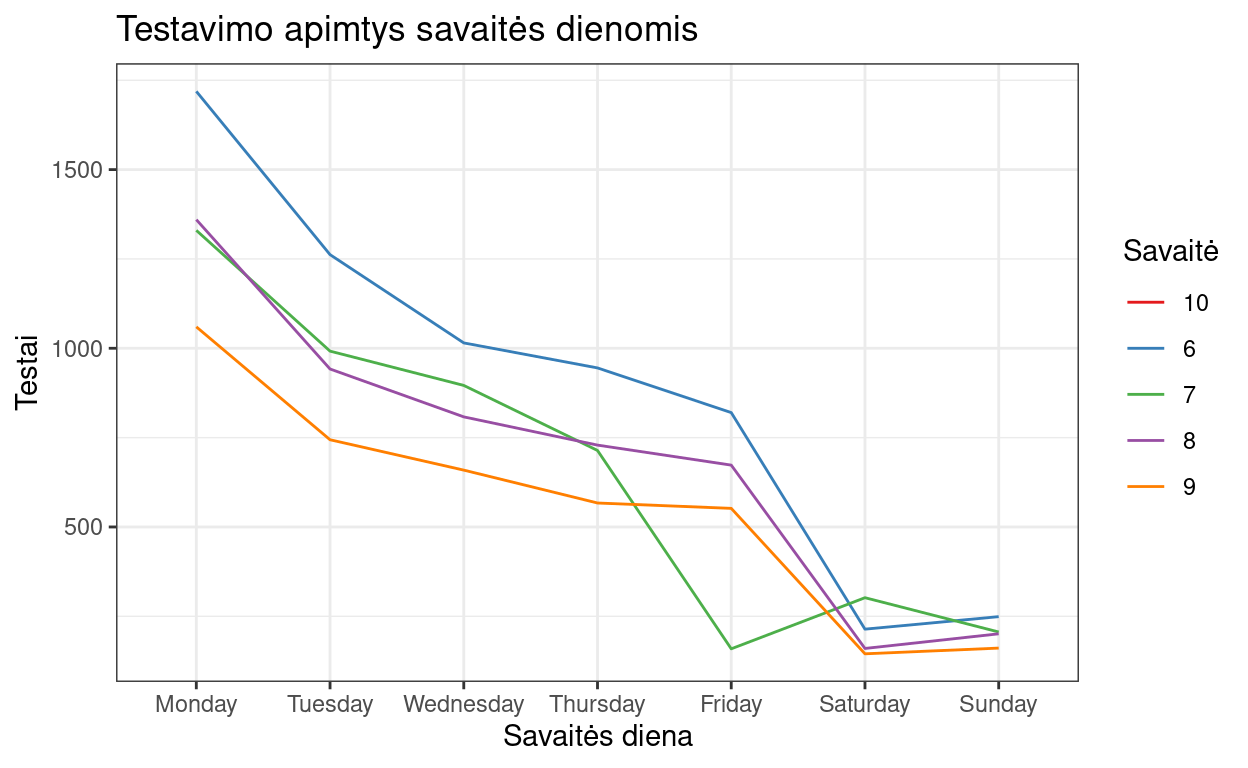 Testavimo apimtys savaitės dienomis
Testai
1500
1000
500
Monday Tuesday Wednesday Thursday Friday Saturday Sunday
Savaitės diena
Savaitė
10
6
7
8
9